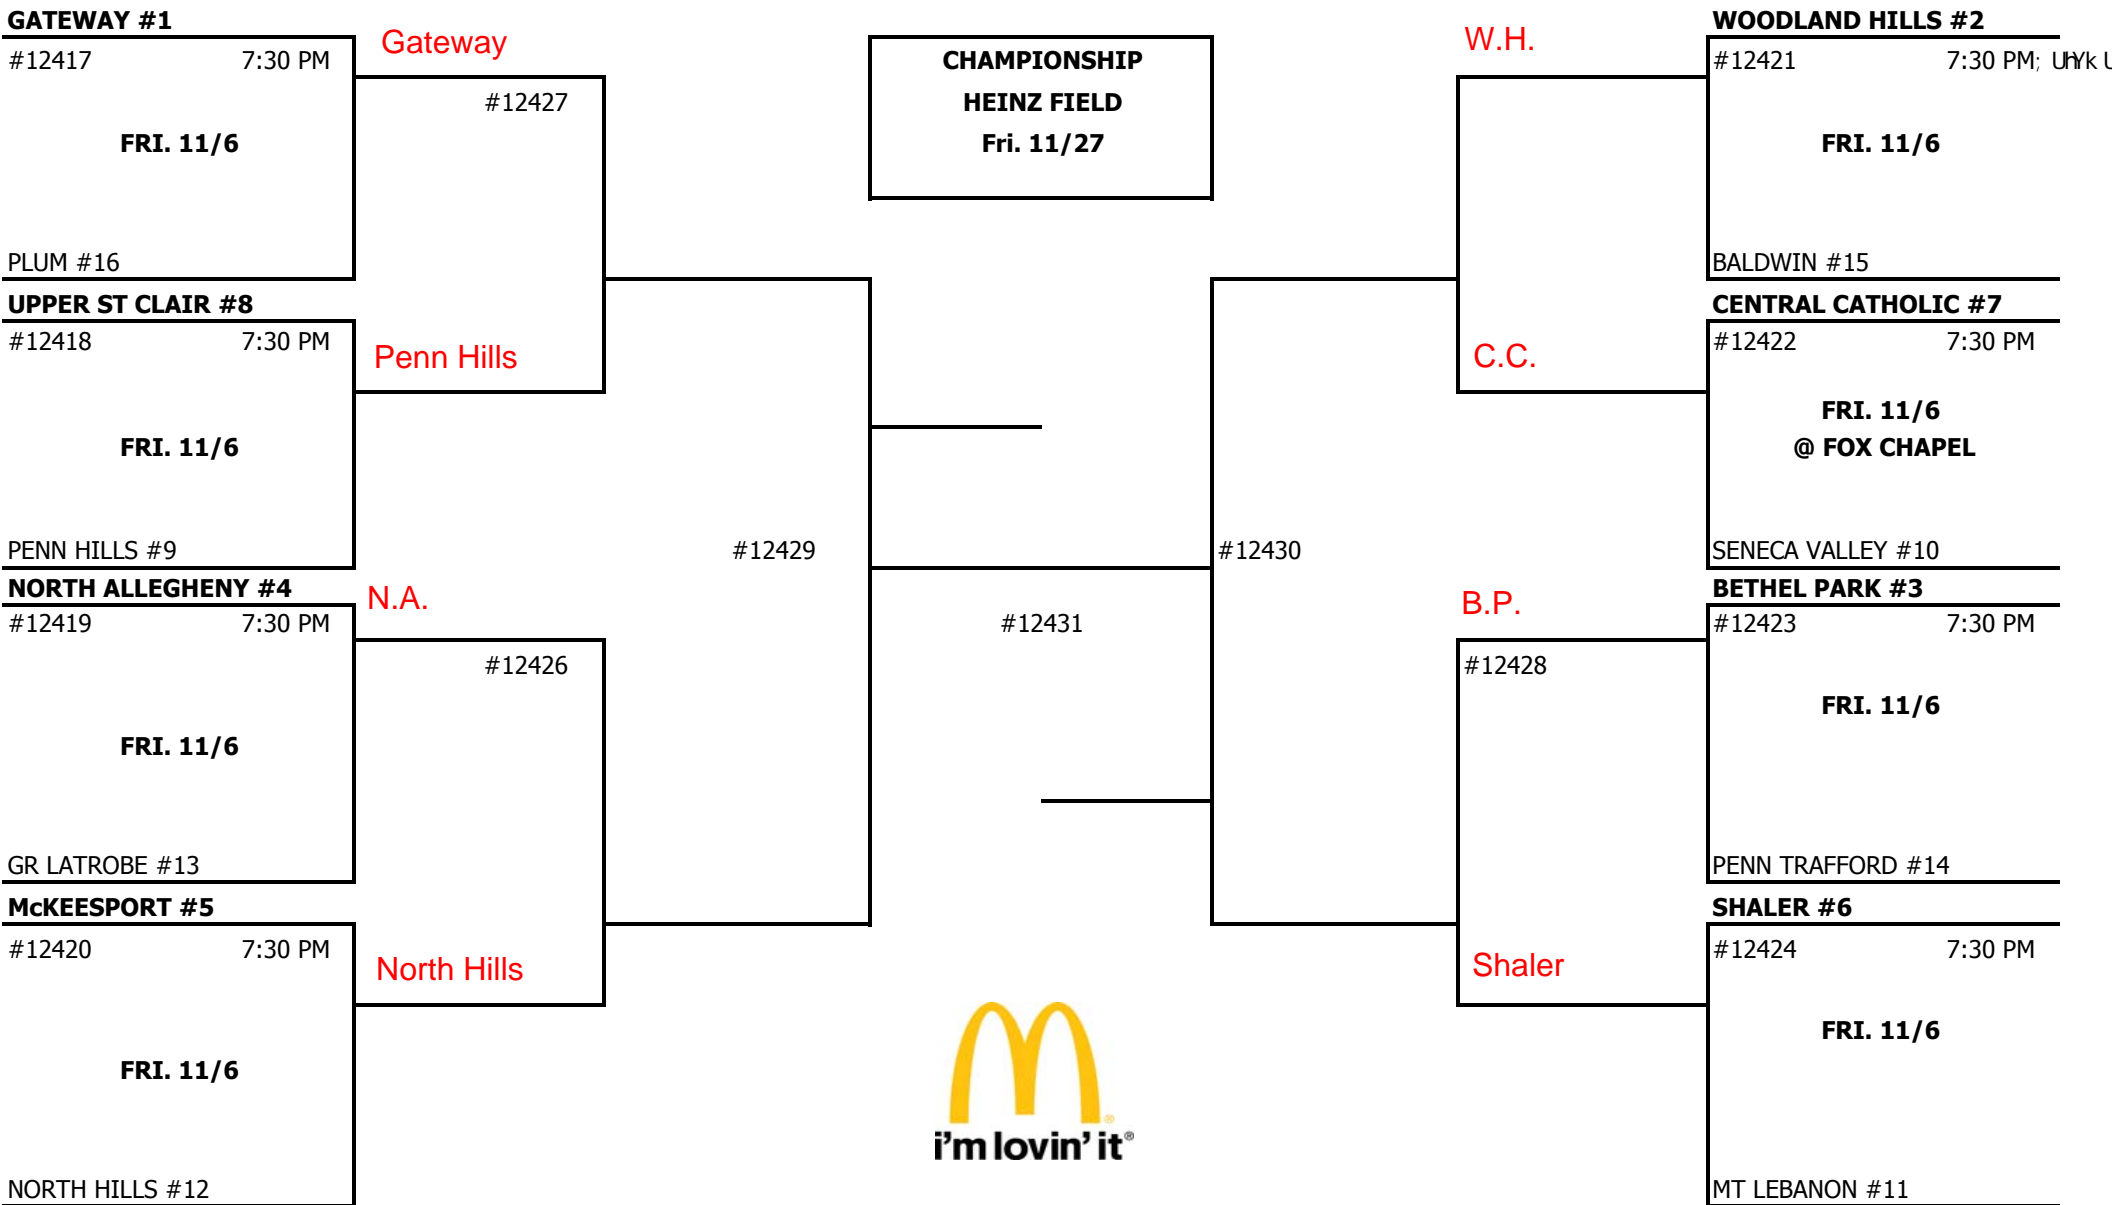 GATEWAY #1
#12417 7:30 PM
FRI. 11/6
PLUM #16
UPPER ST CLAIR #8
#12418 7:30 PM
FRI. 11/6
PENN HILLS #9
NORTH ALLEGHENY #4
#12419 7:30 PM
FRI. 11/6
GR LATROBE #13
McKEESPORT #5
#12420 7:30 PM
FRI. 11/6
NORTH HILLS #12
Gateway
#12427
Penn Hills
N.A.
#12426
North Hills
#12429
CHAMPIONSHIP
HEINZ FIELD
Fri. 11/27
#12431
i'm lovin' it®
#12430
W.H.
C.C.
B.P.
#12428
Shaler
WOODLAND HILLS #2
#12421 7:30 PM
FRI. 11/6
BALDWIN #15
CENTRAL CATHOLIC #7
#12422 7:30 PM
FRI. 11/6
@ FOX CHAPEL
SENECA VALLEY #10
BETHEL PARK #3
#12423 7:30 PM
FRI. 11/6
PENN TRAFFORD #14
SHALER #6
#12424 7:30 PM
FRI. 11/6
MT LEBANON #11